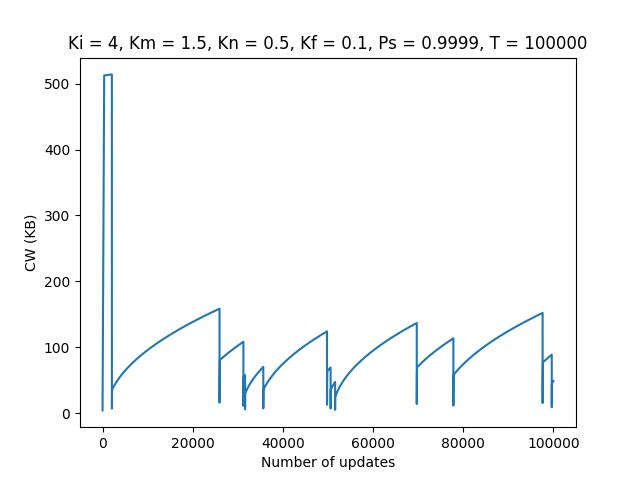 Ki = 4, Km = 1.5, Kn = 0.5, Kf = 0.1, Ps = 0.9999, T = 100000
500
400
300
200
100
0
CW (KB)
0 20000 40000 60000 80000 100000
Number of updates